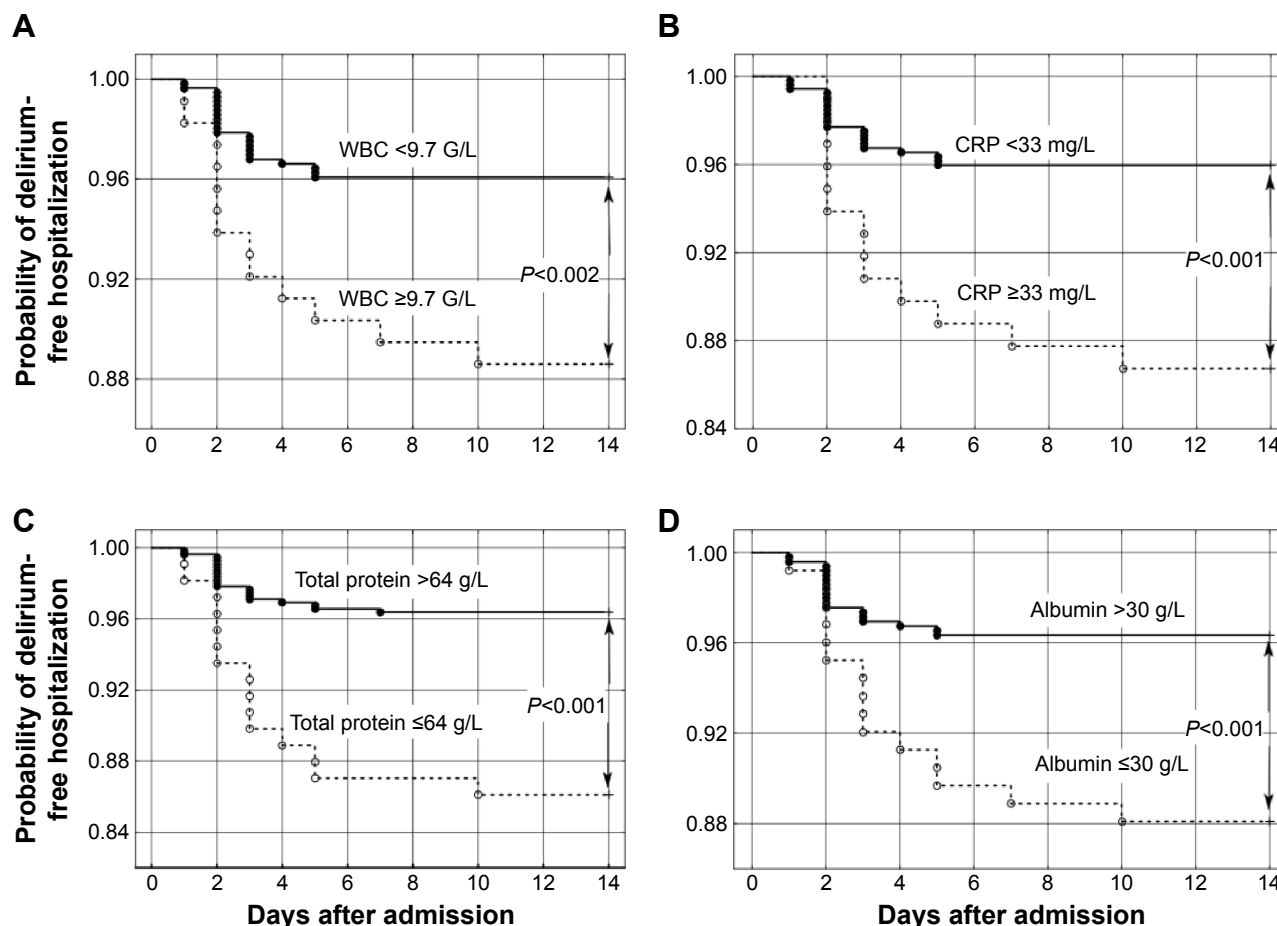 A
Probability of delirium-
free hospitalization
1.00
0.96
0.92
0.88
WBC <9.7 G/L
WBC ≥9.7 G/L
P<0.002
0 2 4 6 8 10 12 14
B
1.00
0.96
0.92
0.88
0.84
CRP <33 mg/L
CRP ≥33 mg/L
P<0.001
0 2 4 6 8 10 12 14
C
Probability of delirium-
free hospitalization
1.00
0.96
0.92
0.88
0.84
Total protein >64 g/L
Total protein ≤64 g/L
P<0.001
0 2 4 6 8 10 12 14
Days after admission
D
1.00
0.96
0.92
0.88
Albumin >30 g/L
Albumin ≤30 g/L
P<0.001
0 2 4 6 8 10 12 14
Days after admission